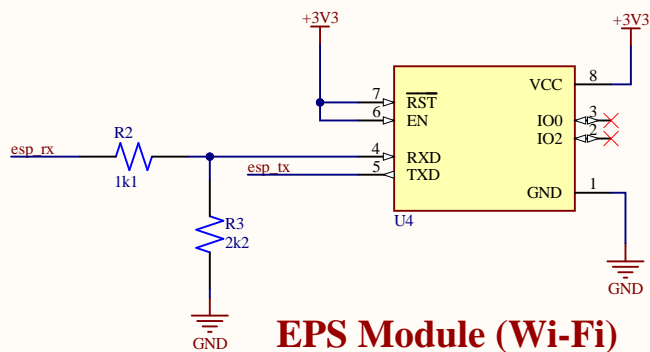 +3V3
+3V3
VCC
8
7
RST
6
EN
IO0
3
IO2
2
R2
esp_rx
1k1
4
RXD
esp_tx
5
TXD
GND
1
U4
R3
2k2
GND
GND
EPS Module (Wi-Fi)